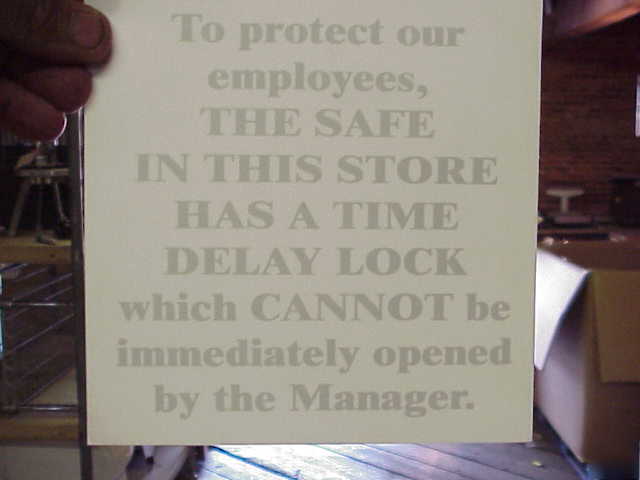 To protect our
employees,
THE SAFE
IN THIS STORE
HAS A TIME
DELAY LOCK
which CANNOT be
immediately opened
by the Manager.